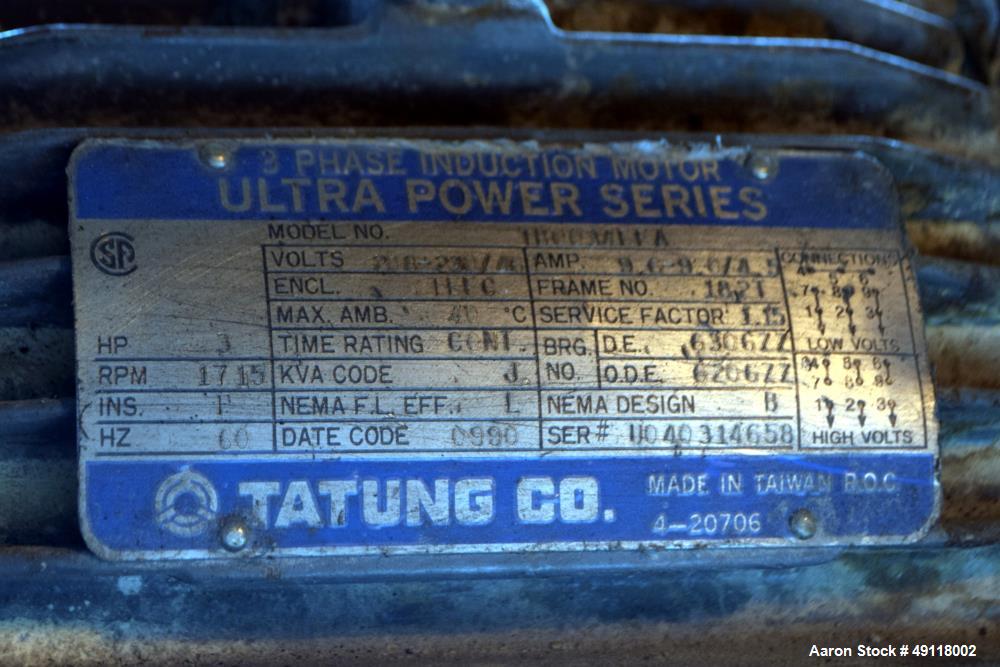 3 PHASE INDUCTION MOTOR
ULTRA POWER SERIES
MODEL NO.
VOLTS AMP. CONNECTIONS
ENCL. FRAME NO. 182T
MAX. AMB. 40 °C SERVICE FACTOR 1.15
HP 3 TIME RATING CONT. BRG. D.E. 6306ZZ LOW VOLTS
RPM 1715 KVA CODE J NO. O.D.E. 6206ZZ
INS. F NEMA F.L. EFF. NEMA DESIGN B
HZ 60 DATE CODE 0990 SER# U040314658 HIGH VOLTS
TATUNG CO. MADE IN TAIWAN R.O.C
4-20706
Aaron Stock # 49118002